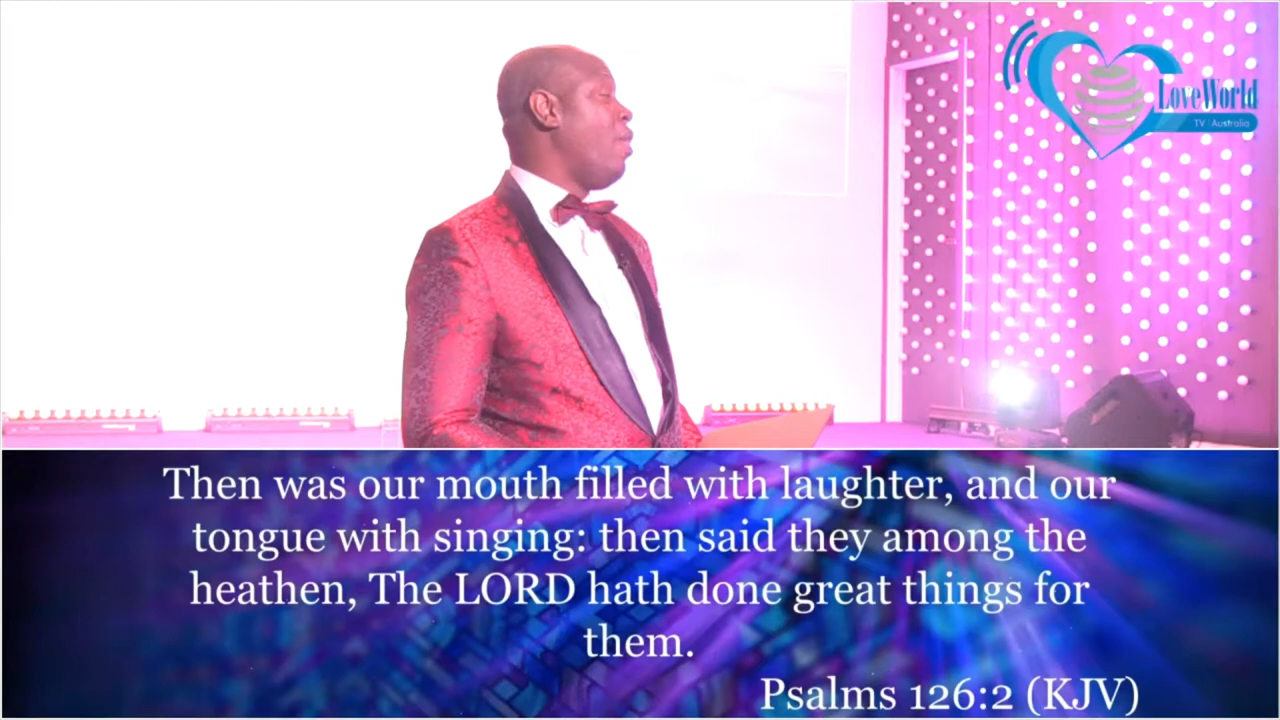 LoveWorld
TV | Australia
Then was our mouth filled with laughter, and our
tongue with singing: then said they among the
heathen, The LORD hath done great things for
them.
Psalms 126:2 (KJV)